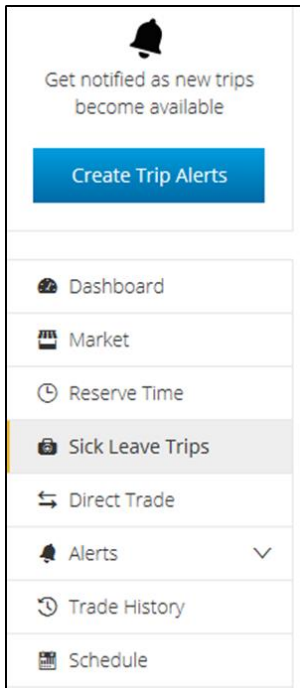 Get notified as new trips
become available
Create Trip Alerts
Dashboard
Market
Reserve Time
Sick Leave Trips
Direct Trade
Alerts
Trade History
Schedule